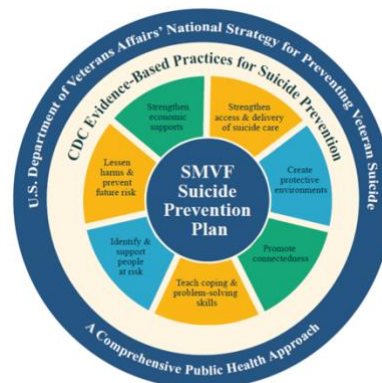 U.S. Department of Veterans Affairs' National Strategy for Preventing Veteran Suicide
CDC Evidence-Based Practices for Suicide Prevention
Strengthen
economic
supports
Strengthen
access & delivery
of suicide care
Create
protective
environments
Promote
connectedness
Teach coping &
problem-solving
skills
Identify &
support
people
at risk
Lessen
harms &
prevent
future risk
SMVF
Suicide
Prevention
Plan
A Comprehensive Public Health Approach